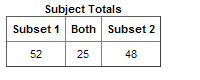 Subject Totals
Subset 1 Both Subset 2
52 25 48